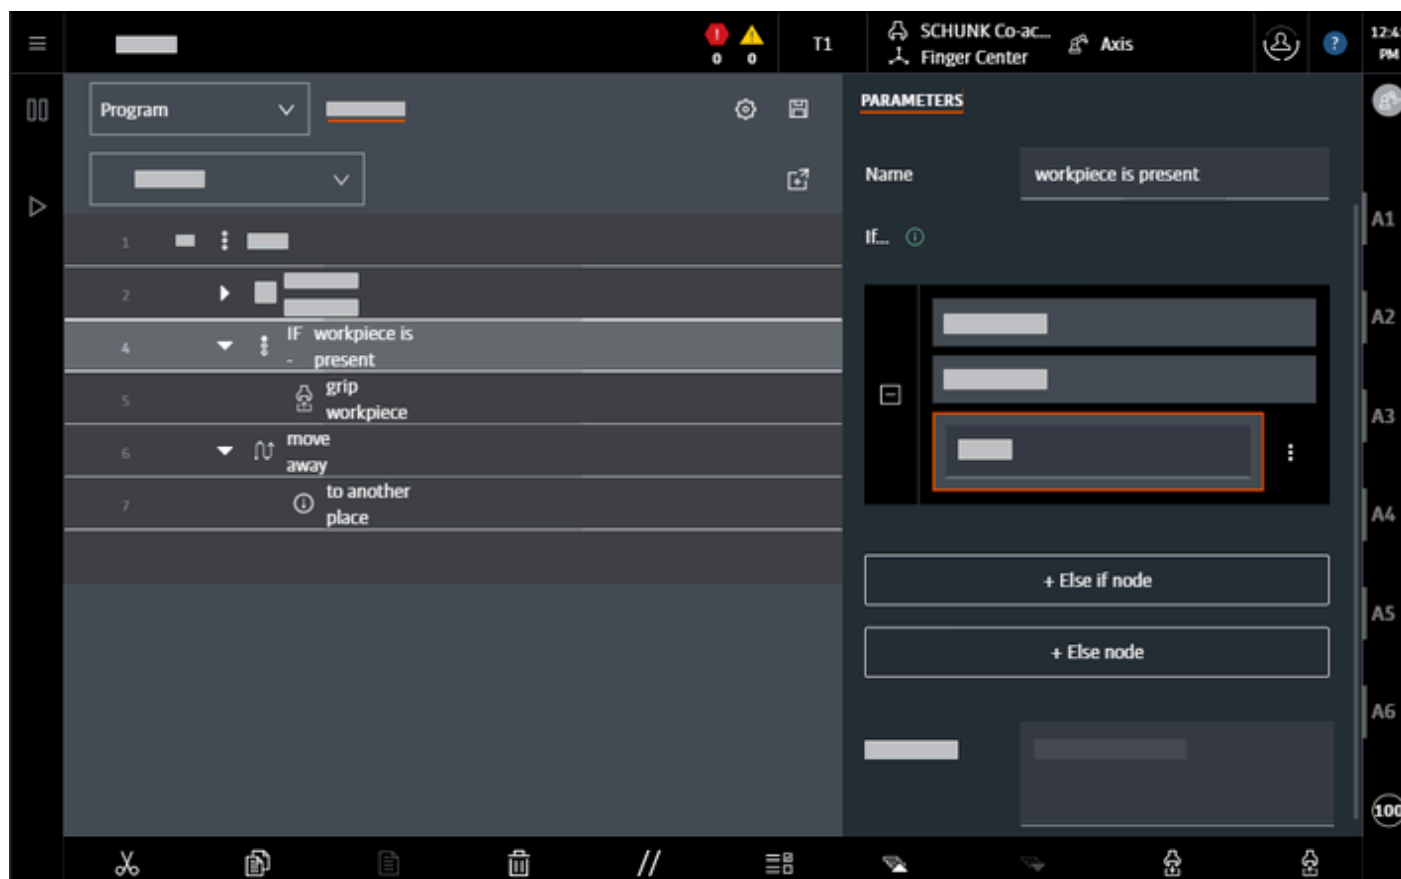 0 0
T1
SCHUNK Co-ac...
Finger Center
Axis
?
12:4
PM
Program
PARAMETERS
Name
workpiece is present
If...
1
2
4 IF workpiece is
- present
5 grip
workpiece
6 move
away
7 to another
place
+ Else if node
+ Else node
A1
A2
A3
A4
A5
A6
100